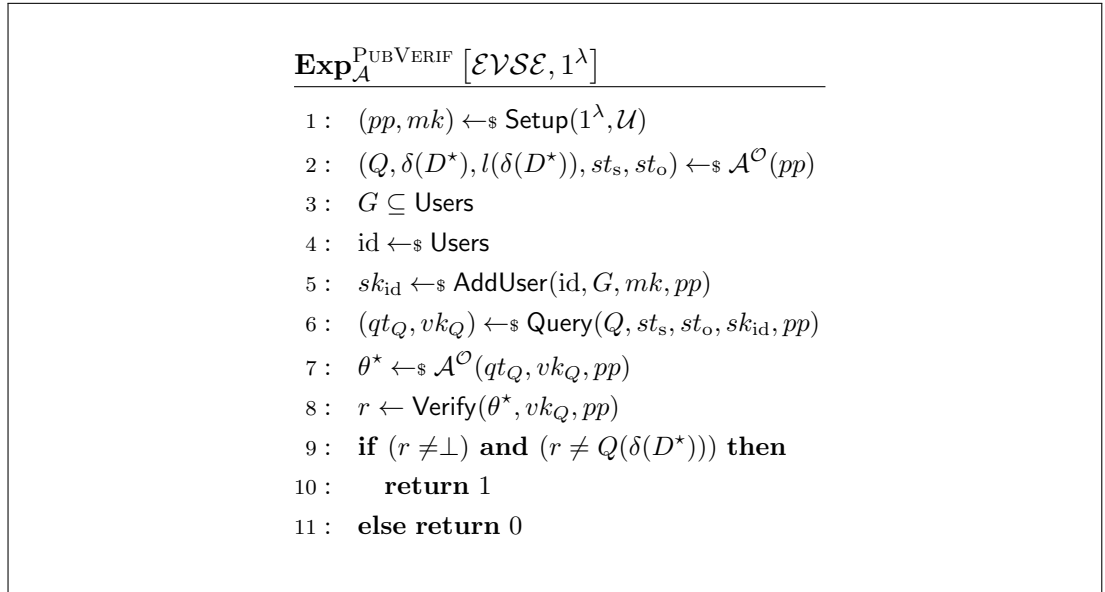 Exp_A^PubVerif [EVSE, 1^λ]
1 : (pp, mk) ←$ Setup(1^λ, U)
2 : (Q, δ(D⋆), l(δ(D⋆)), st_s, st_o) ←$ A^O(pp)
3 : G ⊆ Users
4 : id ←$ Users
5 : sk_id ←$ AddUser(id, G, mk, pp)
6 : (qt_Q, vk_Q) ←$ Query(Q, st_s, st_o, sk_id, pp)
7 : θ⋆ ←$ A^O(qt_Q, vk_Q, pp)
8 : r ← Verify(θ⋆, vk_Q, pp)
9 : if (r ≠⊥) and (r ≠ Q(δ(D⋆))) then
10 : return 1
11 : else return 0